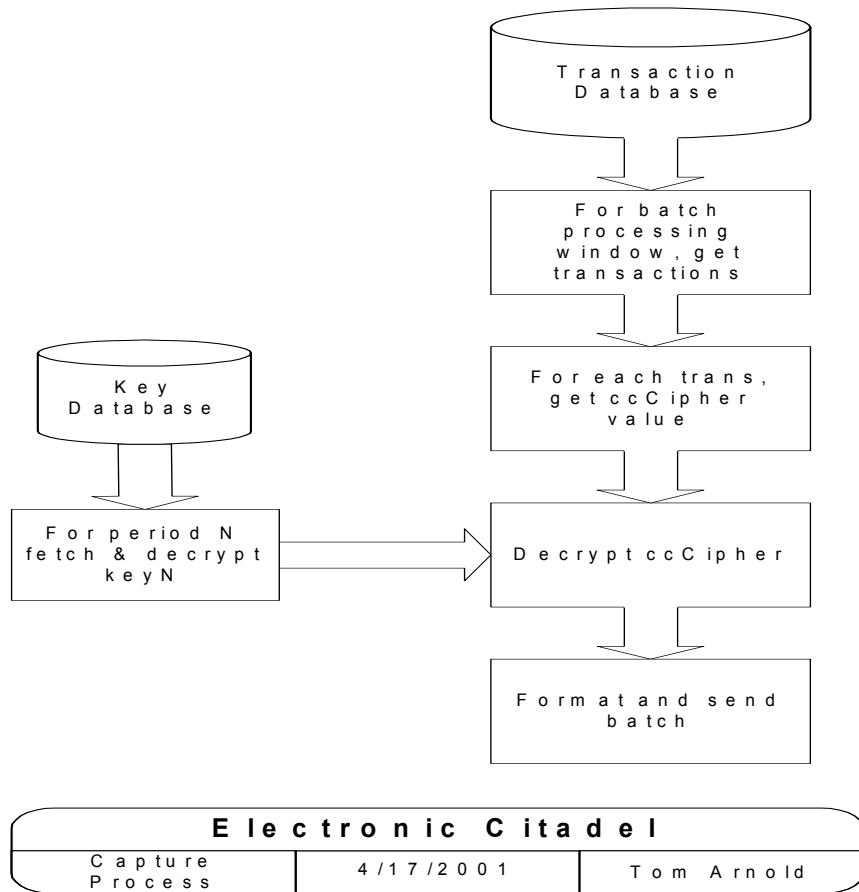 Transaction
Database
For batch
processing
window, get
transactions
Key
Database
For each trans,
get ccCipher
value
For period N
fetch & decrypt
keyN
Decrypt ccCipher
Format and send
batch
Electronic Citadel
Capture
Process
4/17/2001
Tom Arnold